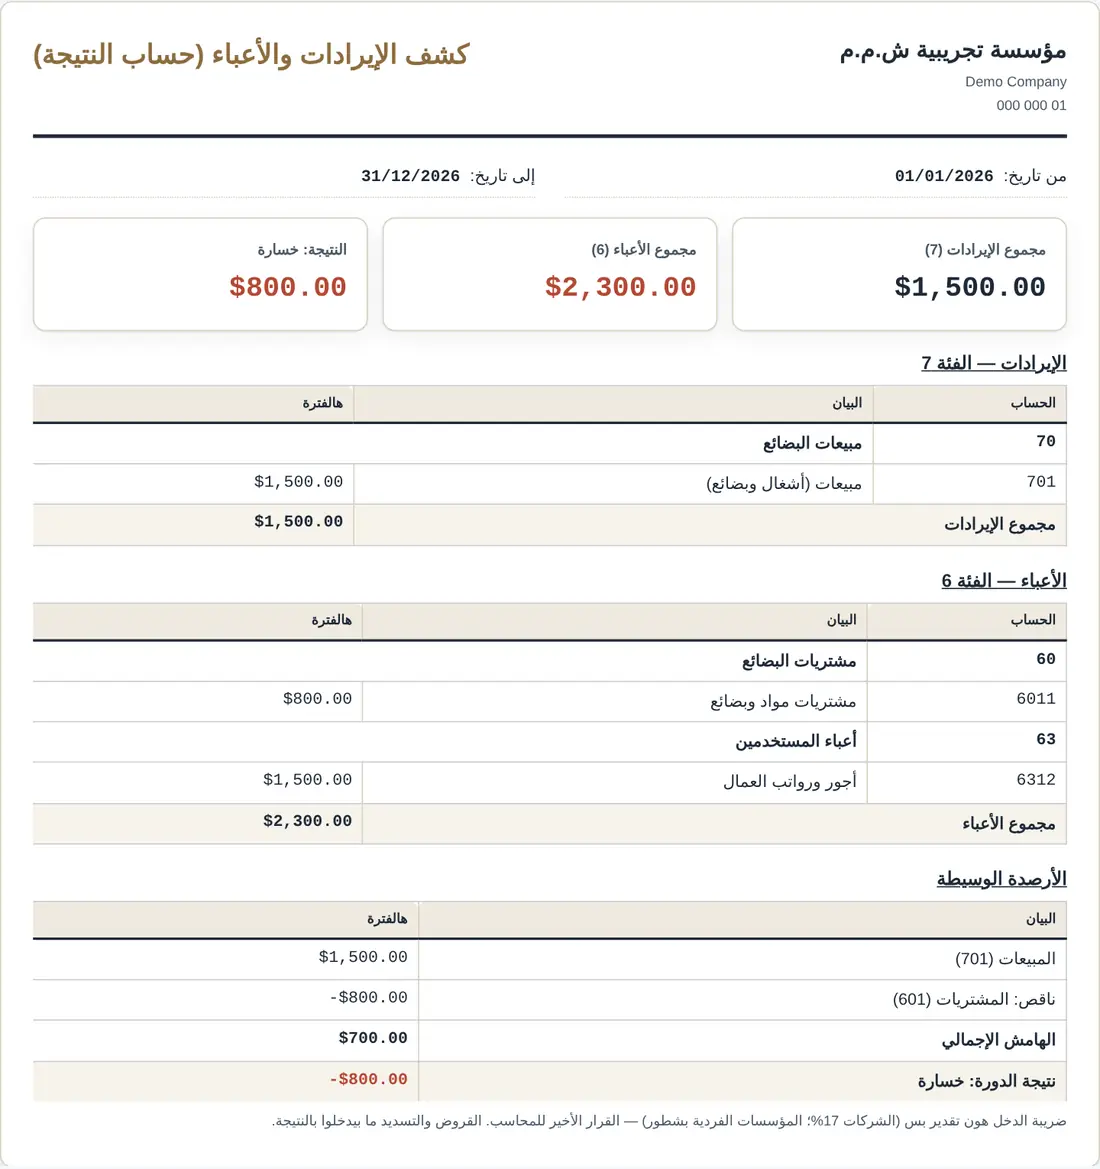 مؤسسة تجريبية ش.م.م
كشف الإيرادات والأعباء (حساب النتيجة)
Demo Company
000 000 01
من تاريخ: 01/01/2026
إلى تاريخ: 31/12/2026
مجموع الإيرادات (7)
$1,500.00
مجموع الأعباء (6)
$2,300.00
النتيجة: خسارة
$800.00
الإيرادات — الفئة 7
الحساب البيان هالفترة
70 مبيعات البضائع
701 مبيعات (أشغال وبضائع) $1,500.00
مجموع الإيرادات $1,500.00
الأعباء — الفئة 6
الحساب البيان هالفترة
60 مشتريات البضائع
6011 مشتريات مواد وبضائع $800.00
63 أعباء المستخدمين
6312 أجور ورواتب العمال $1,500.00
مجموع الأعباء $2,300.00
الأرصدة الوسيطة
البيان هالفترة
المبيعات (701) $1,500.00
ناقص: المشتريات (601) -$800.00
الهامش الإجمالي $700.00
نتيجة الدورة: خسارة -$800.00
ضريبة الدخل هون تقدير بس (الشركات 17%؛ المؤسسات الفردية بشطور) — القرار الأخير للمحاسب. القروض والتسديد ما بيدخلوا بالنتيجة.